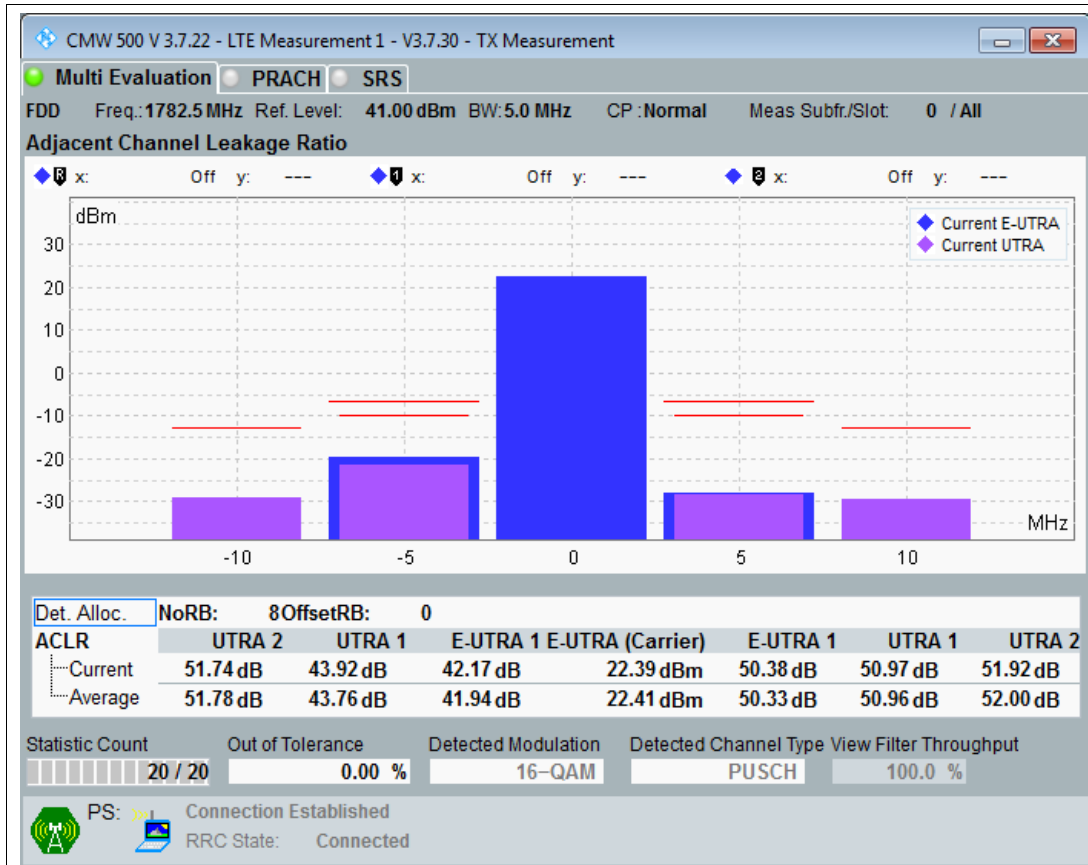 CMW 500 V 3.7.22 - LTE Measurement 1 - V3.7.30 - TX Measurement
Multi Evaluation PRACH SRS
FDD Freq.: 1782.5 MHz Ref. Level: 41.00 dBm BW: 5.0 MHz CP : Normal Meas Subfr./Slot: 0 / All
Adjacent Channel Leakage Ratio
R x: Off y: --- 1 x: Off y: --- 2 x: Off y: ---
dBm
Current E-UTRA
Current UTRA
30
20
10
0
-10
-20
-30
MHz
-10 -5 0 5 10
Det. Alloc. NoRB: 8 OffsetRB: 0
ACLR UTRA 2 UTRA 1 E-UTRA 1 E-UTRA (Carrier) E-UTRA 1 UTRA 1 UTRA 2
Current 51.74 dB 43.92 dB 42.17 dB 22.39 dBm 50.38 dB 50.97 dB 51.92 dB
Average 51.78 dB 43.76 dB 41.94 dB 22.41 dBm 50.33 dB 50.96 dB 52.00 dB
Statistic Count Out of Tolerance Detected Modulation Detected Channel Type View Filter Throughput
20 / 20 0.00 % 16-QAM PUSCH 100.0 %
PS: Connection Established
RRC State: Connected